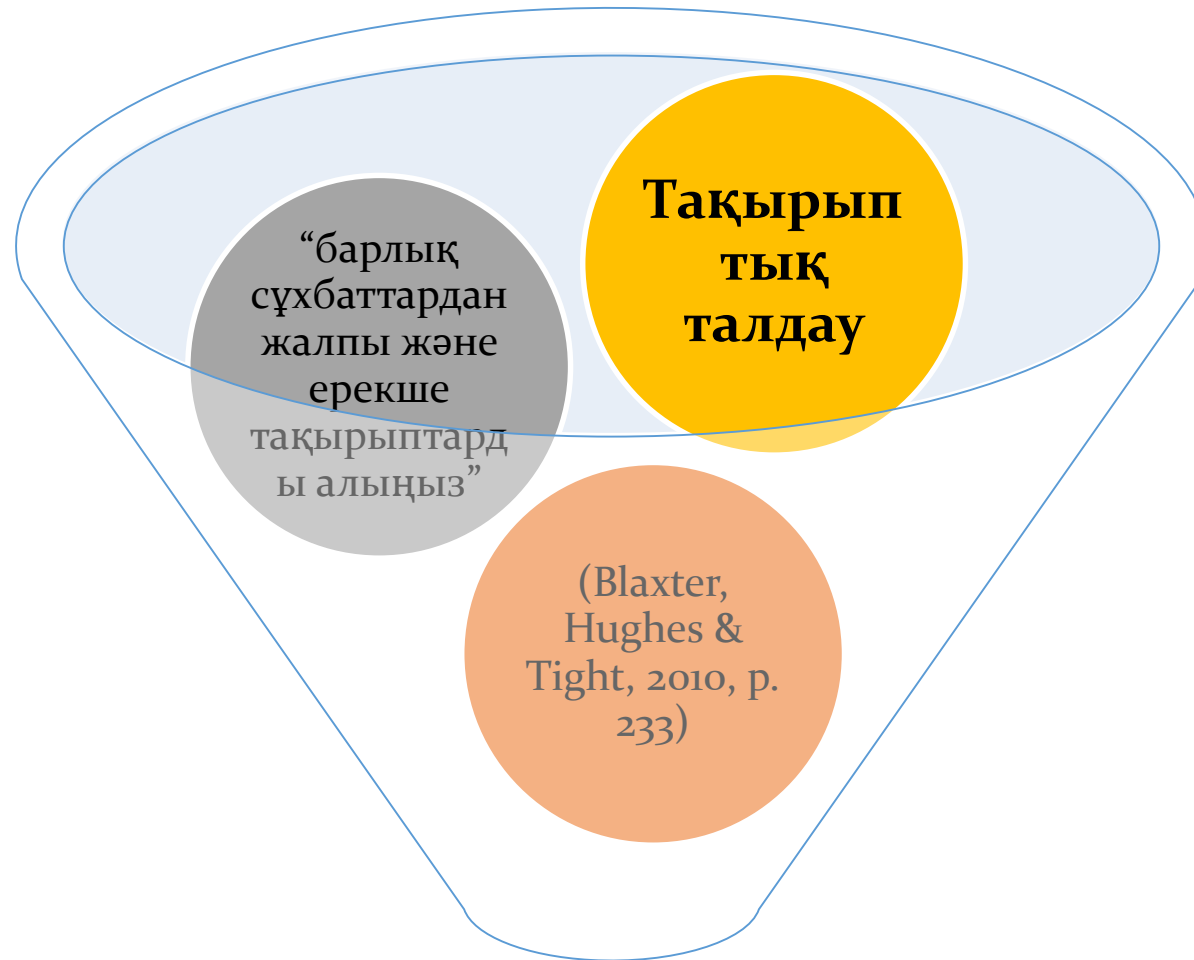 Тақырып
тық
талдау
“барлық
сұхбаттардан
жалпы және
ерекше
тақырыптард
ы алыңыз”
(Blaxter,
Hughes &
Tight, 2010, p.
233)